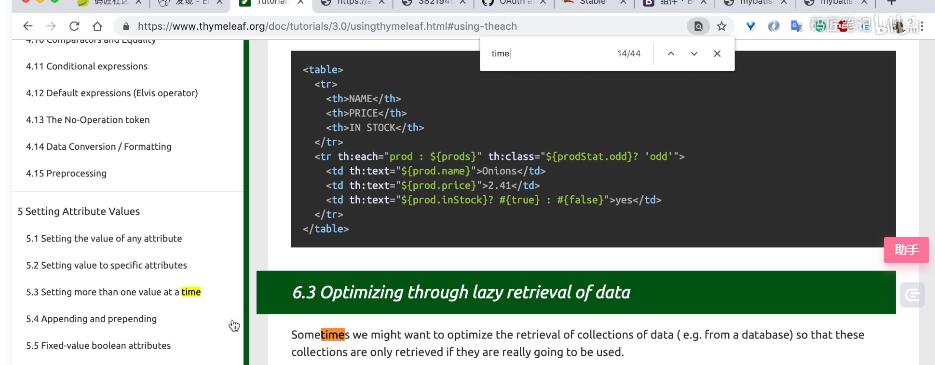 Tutorial:
https://s
382194
OAuth a
Stable
组件 · B
mybatis
mybatis
https://www.thymeleaf.org/doc/tutorials/3.0/usingthymeleaf.html#using-theach
time
14/44
4.10 Comparators and Equality
4.11 Conditional expressions
4.12 Default expressions (Elvis operator)
4.13 The No-Operation token
4.14 Data Conversion / Formatting
4.15 Preprocessing
5 Setting Attribute Values
5.1 Setting the value of any attribute
5.2 Setting value to specific attributes
5.3 Setting more than one value at a time
5.4 Appending and prepending
5.5 Fixed-value boolean attributes
<table>
<tr>
<th>NAME</th>
<th>PRICE</th>
<th>IN STOCK</th>
</tr>
<tr th:each="prod : ${prods}" th:class="${prodStat.odd}? 'odd'">
<td th:text="${prod.name}">Onions</td>
<td th:text="${prod.price}">2.41</td>
<td th:text="${prod.inStock}? #{true} : #{false}">yes</td>
</tr>
</table>
助手
6.3 Optimizing through lazy retrieval of data
Sometimes we might want to optimize the retrieval of collections of data ( e.g. from a database) so that these
collections are only retrieved if they are really going to be used.